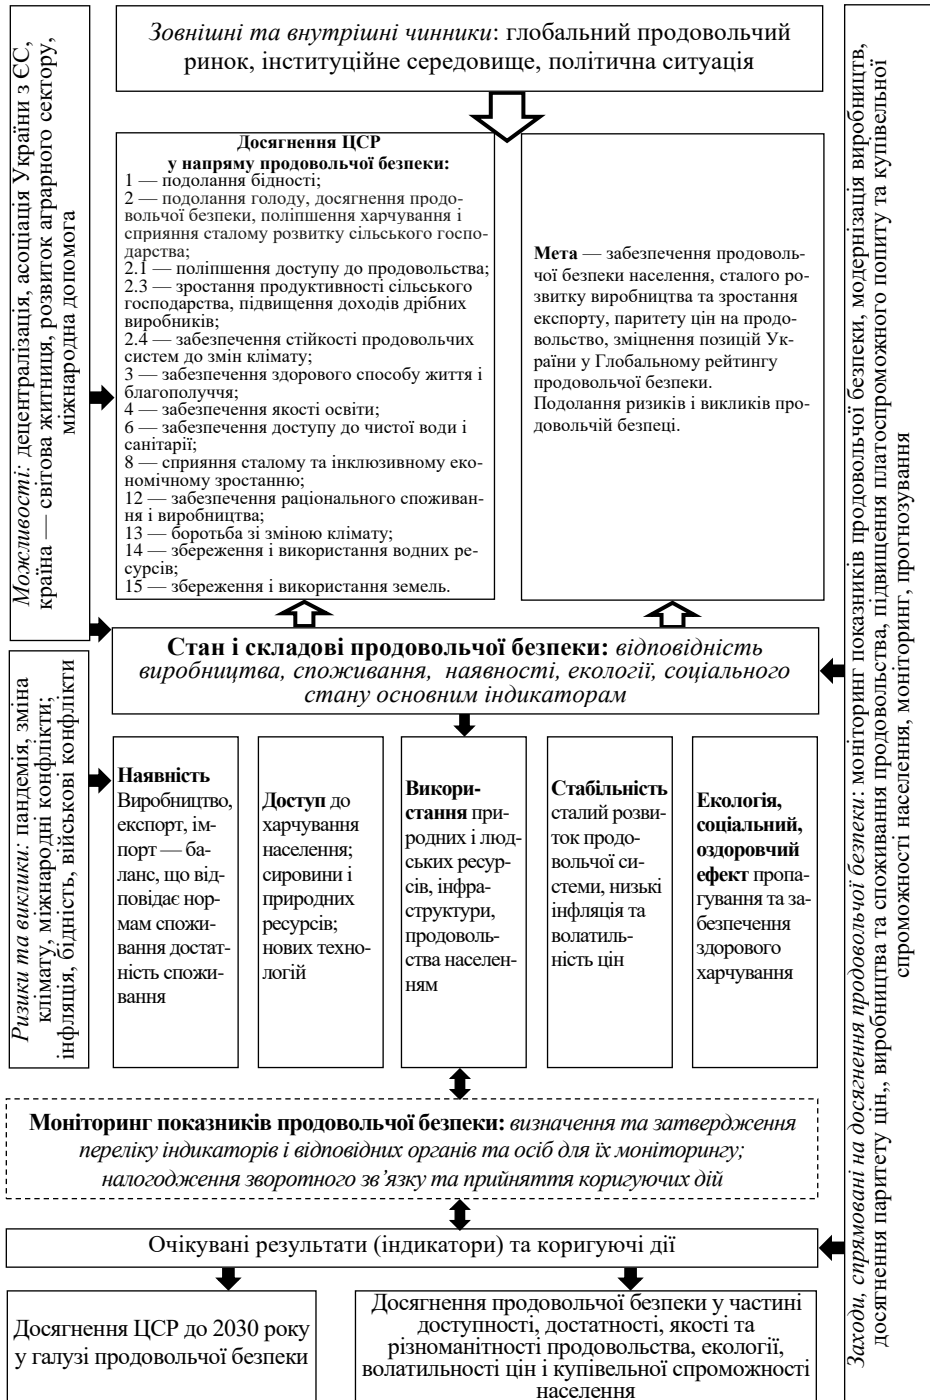 Зовнішні та внутрішні чинники: глобальний продовольчий
ринок, інституційне середовище, політична ситуація
Можливості: децентралізація, асоціація України з ЄС,
країна — світова житниця, розвиток аграрного сектору,
міжнародна допомога
Досягнення ЦСР
у напряму продовольчої безпеки:
1 — подолання бідності;
2 — подолання голоду, досягнення продо-
вольчої безпеки, поліпшення харчування і
сприяння сталому розвитку сільського госпо-
дарства;
2.1 — поліпшення доступу до продовольства;
2.3 — зростання продуктивності сільського
господарства, підвищення доходів дрібних
виробників;
2.4 — забезпечення стійкості продовольчих
систем до змін клімату;
3 — забезпечення здорового способу життя і
благополуччя;
4 — забезпечення якості освіти;
6 — забезпечення доступу до чистої води і
санітарії;
8 — сприяння сталому та інклюзивному еко-
номічному зростанню;
12 — забезпечення раціонального споживан-
ня і виробництва;
13 — боротьба зі зміною клімату;
14 — збереження і використання водних ре-
сурсів;
15 — збереження і використання земель.
Мета — забезпечення продоволь-
чої безпеки населення, сталого ро-
звитку виробництва та зростання
експорту, паритету цін на продо-
вольство, зміцнення позицій Ук-
раїни у Глобальному рейтингу
продовольчої безпеки.
Подолання ризиків і викликів про-
довольчій безпеці.
Стан і складові продовольчої безпеки: відповідність
виробництва, споживання, наявності, екології, соціального
стану основним індикаторам
Ризики та виклики: пандемія, зміна
клімату, міжнародні конфлікти;
інфляція, бідність, військові конфлікти
Наявність
Виробництво,
експорт, ім-
порт — ба-
ланс, що від-
повідає нор-
мам спожи-
вання достат-
ність спожи-
вання
Доступ до
харчування
населення;
сировини і
природних
ресурсів;
нових техно-
логій
Викори-
стання при-
родних і люд-
ських ресур-
сів, інфра-
структури,
продоволь-
ства населен-
ням
Стабільність
сталий розви-
ток продо-
вольчої си-
стеми, низькі
інфляція та
волатиль-
ність цін
Екологія,
соціальний,
оздоровчий
ефект пропа-
гування та за-
безпечення
здорового
харчування
Моніторинг показників продовольчої безпеки: визначення та затвердження
переліку індикаторів і відповідних органів та осіб для їх моніторингу;
налогодження зворотного зв’язку та прийняття коригуючих дій
Очікувані результати (індикатори) та коригуючі дії
Досягнення ЦСР до 2030 року
у галузі продовольчої безпеки
Досягнення продовольчої безпеки у частині
доступності, достатності, якості та
різноманітності продовольства, екології,
волатильності цін і купівельної спроможності
населення
Заходи, спрямовані на досягнення продовольчої безпеки: моніторинг показників продовольчої безпеки, модернізація виробництв,
досягнення паритету цін,, виробництва та споживання продовольства, підвищення платоспроможного попиту та купівельної
спроможності населення, моніторинг, прогнозування